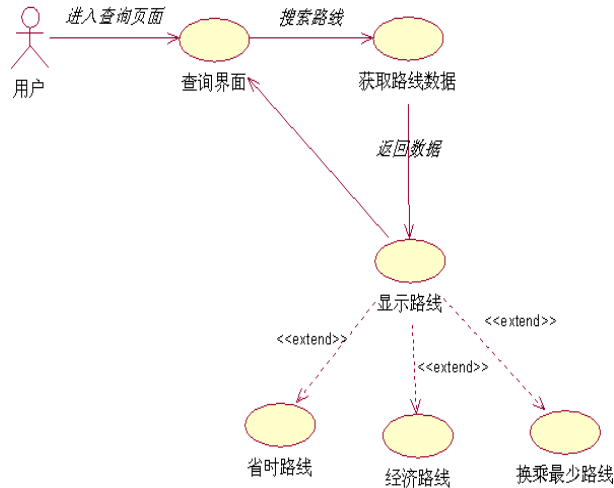 进入查询页面
搜索路线
用户
查询界面
获取路线数据
返回数据
显示路线
<<extend>>
<<extend>>
<<extend>>
省时路线
经济路线
换乘最少路线